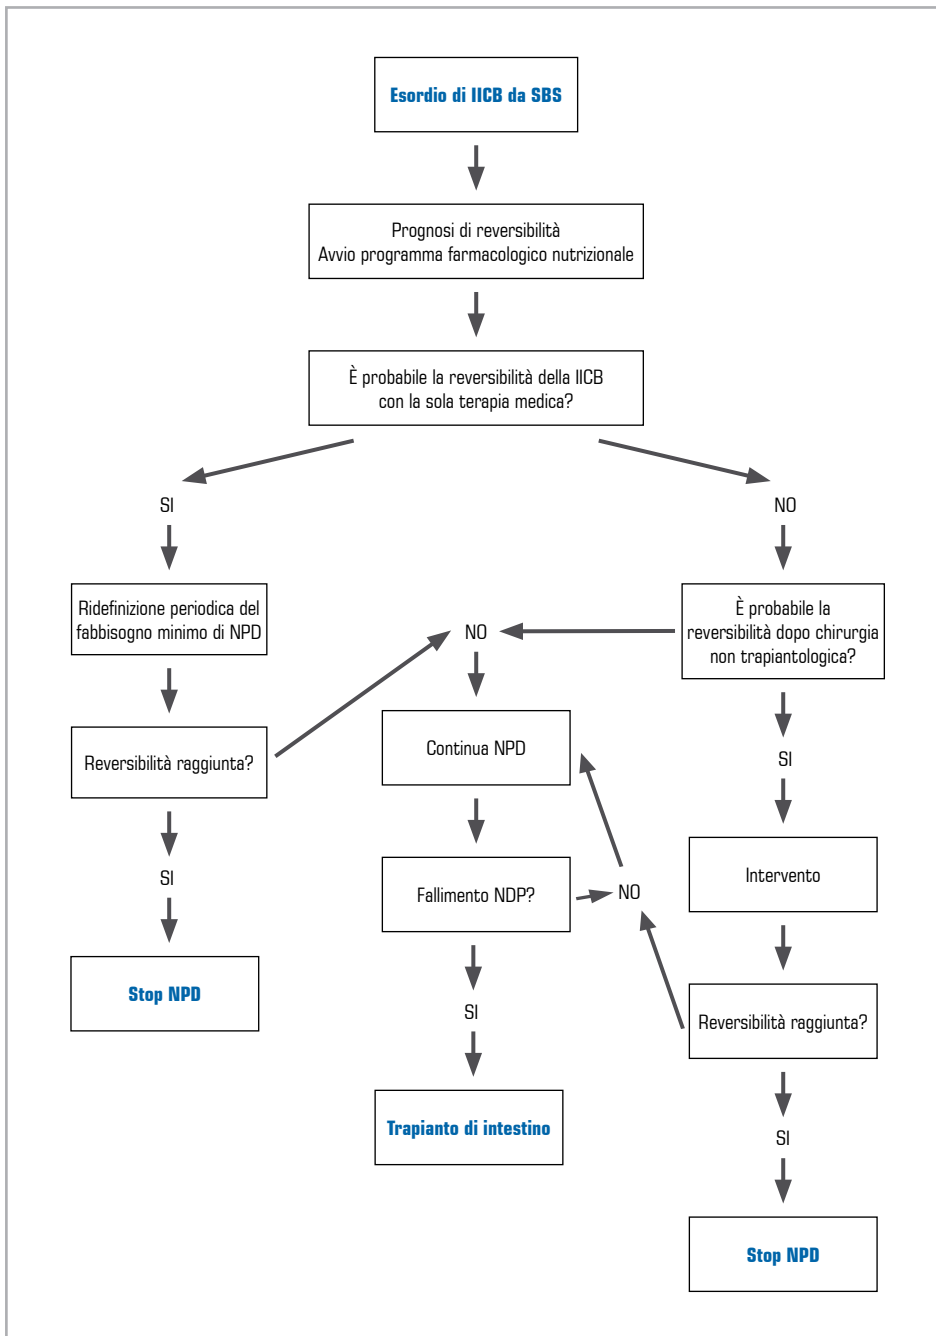 Esordio di IICB da SBS
Prognosi di reversibilità
Avvio programma farmacologico nutrizionale
È probabile la reversibilità della IICB
con la sola terapia medica?
SI
NO
Ridefinizione periodica del
fabbisogno minimo di NPD
NO
È probabile la
reversibilità dopo chirurgia
non trapiantologica?
Reversibilità raggiunta?
Continua NPD
SI
SI
Fallimento NDP?
NO
Intervento
Stop NPD
SI
Reversibilità raggiunta?
Trapianto di intestino
SI
Stop NPD